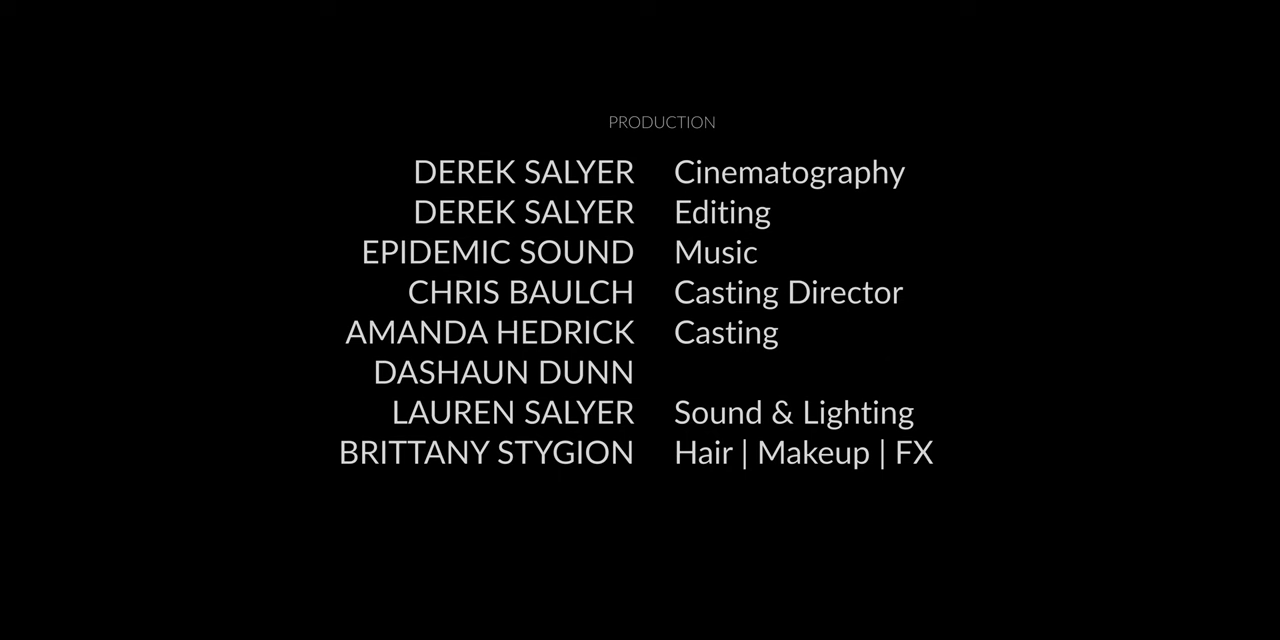 PRODUCTION
DEREK SALYER Cinematography
DEREK SALYER Editing
EPIDEMIC SOUND Music
CHRIS BAULCH Casting Director
AMANDA HEDRICK Casting
DASHAUN DUNN
LAUREN SALYER Sound & Lighting
BRITTANY STYGION Hair | Makeup | FX